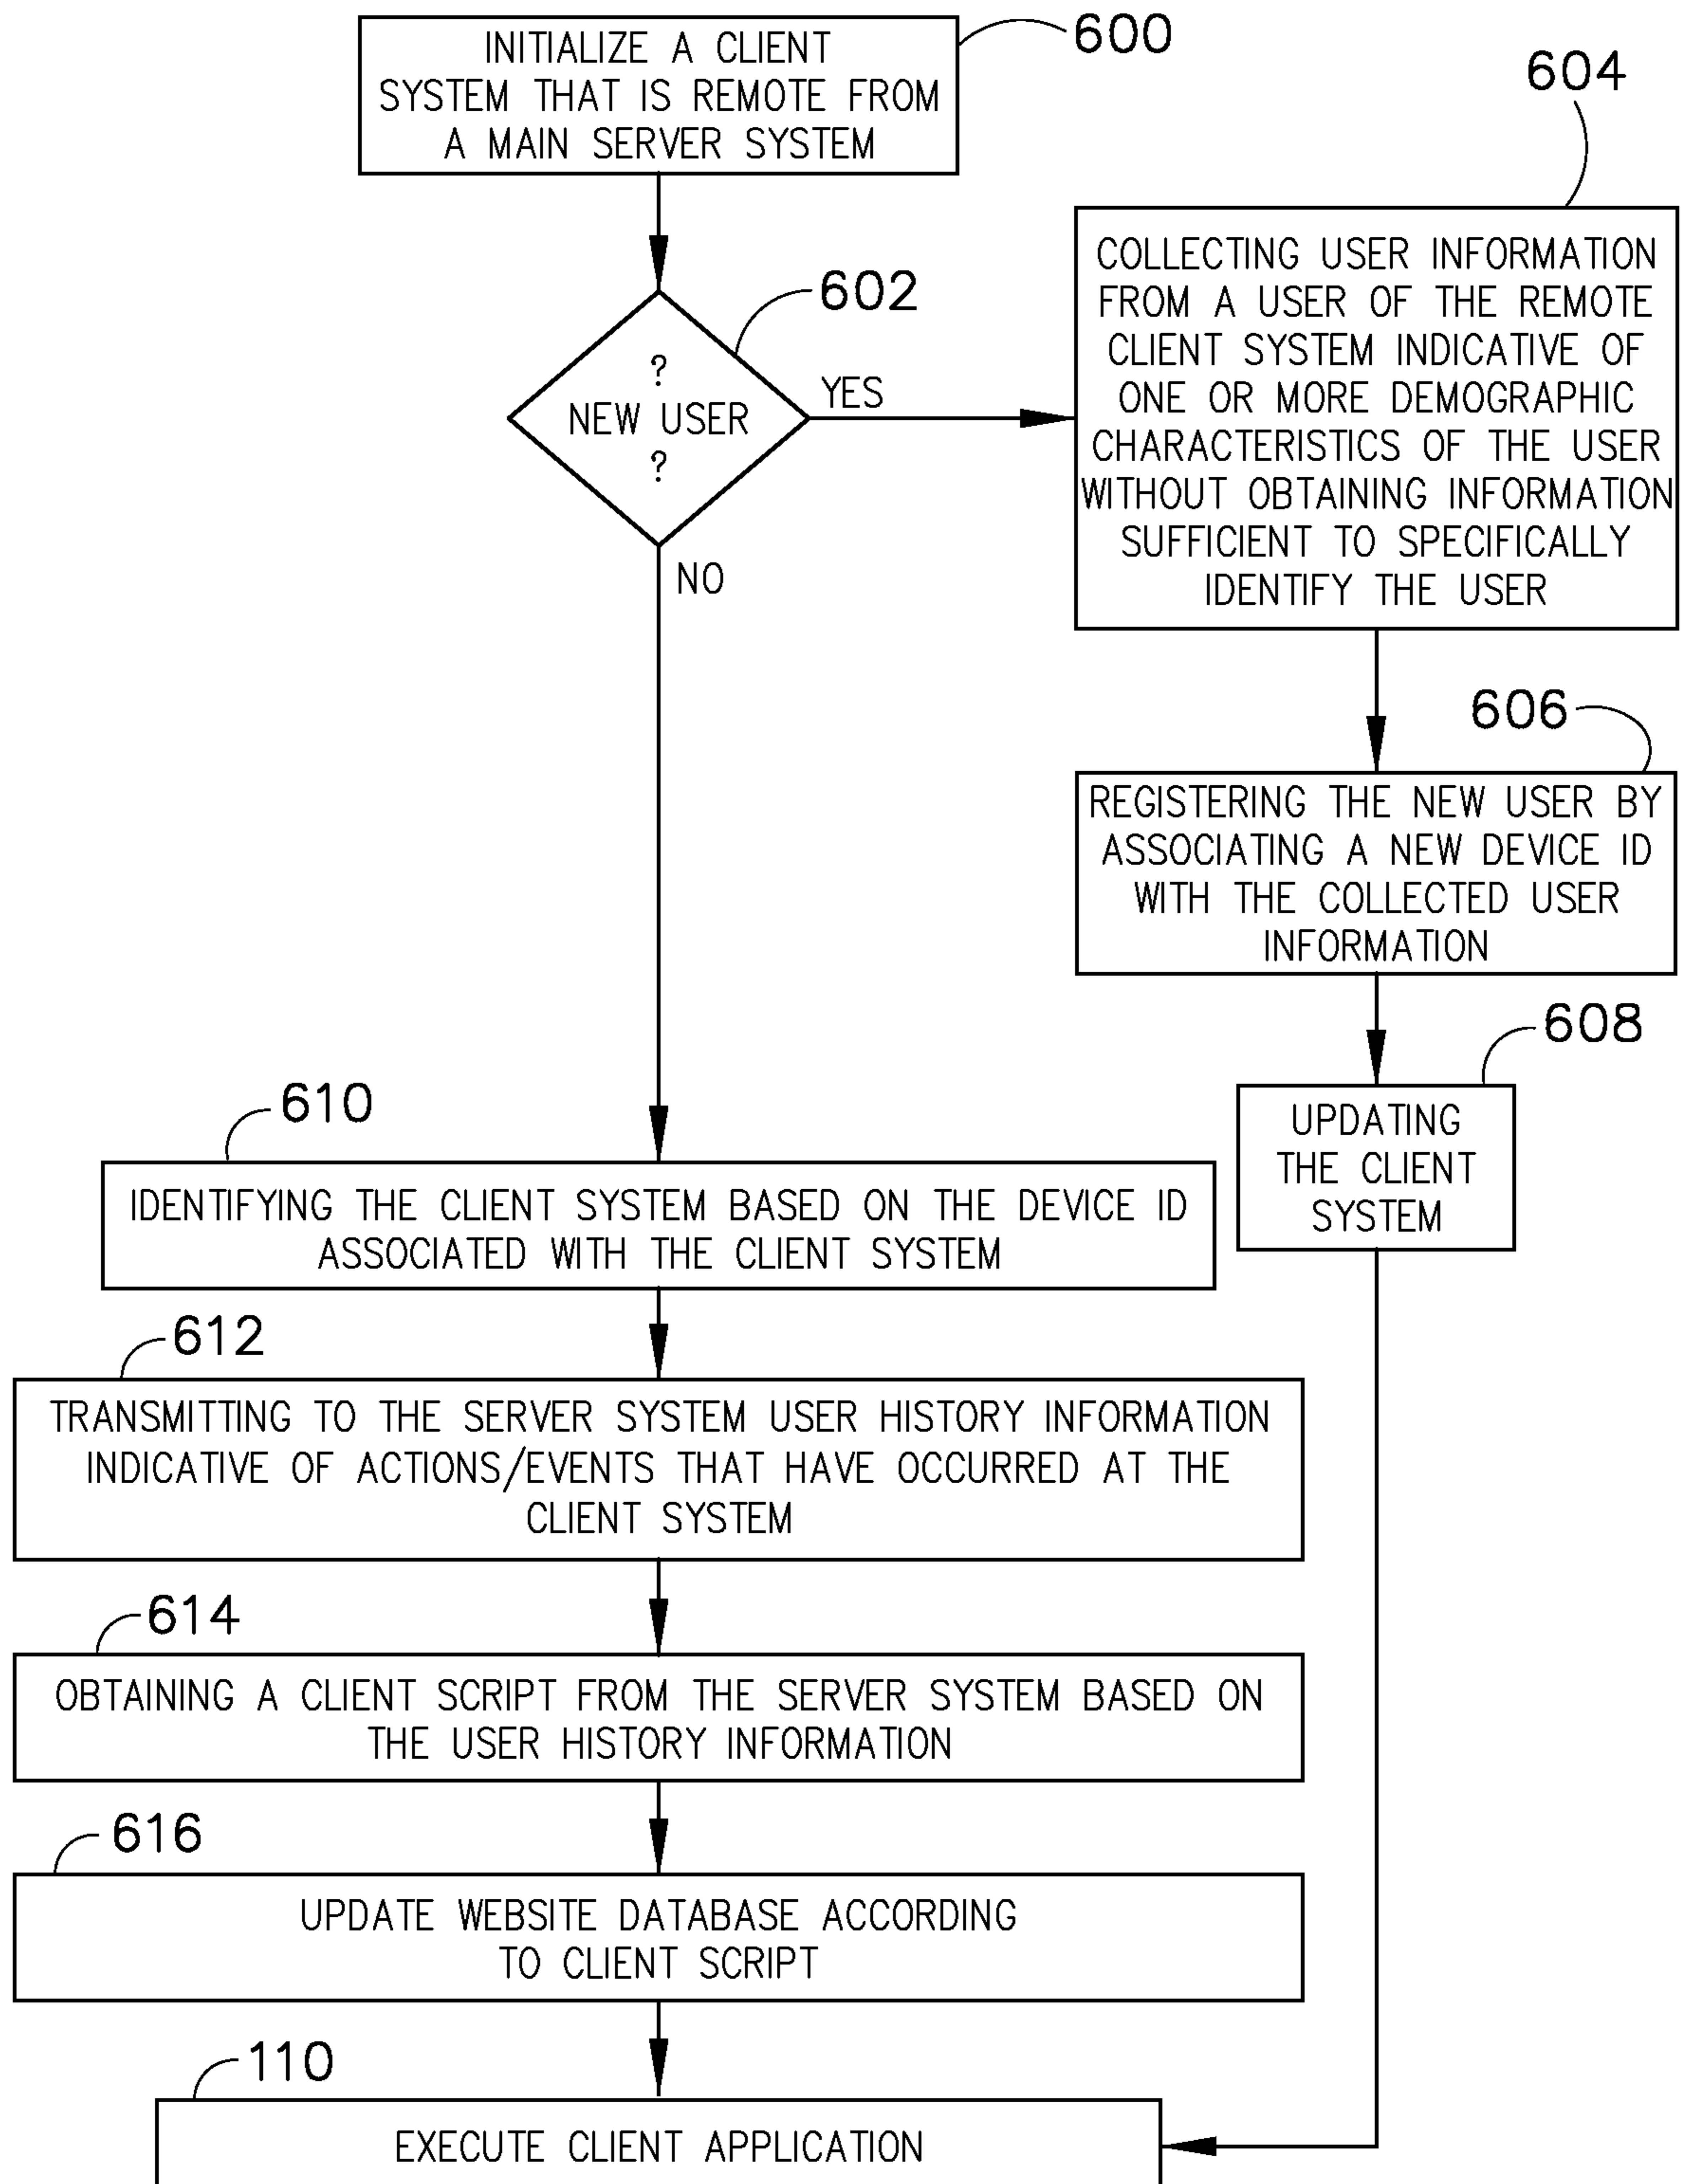 INITIALIZE A CLIENT
SYSTEM THAT IS REMOTE FROM
A MAIN SERVER SYSTEM
600
602
?
NEW USER
?
YES
NO
604
COLLECTING USER INFORMATION
FROM A USER OF THE REMOTE
CLIENT SYSTEM INDICATIVE OF
ONE OR MORE DEMOGRAPHIC
CHARACTERISTICS OF THE USER
WITHOUT OBTAINING INFORMATION
SUFFICIENT TO SPECIFICALLY
IDENTIFY THE USER
606
REGISTERING THE NEW USER BY
ASSOCIATING A NEW DEVICE ID
WITH THE COLLECTED USER
INFORMATION
608
UPDATING
THE CLIENT
SYSTEM
610
IDENTIFYING THE CLIENT SYSTEM BASED ON THE DEVICE ID
ASSOCIATED WITH THE CLIENT SYSTEM
612
TRANSMITTING TO THE SERVER SYSTEM USER HISTORY INFORMATION
INDICATIVE OF ACTIONS/EVENTS THAT HAVE OCCURRED AT THE
CLIENT SYSTEM
614
OBTAINING A CLIENT SCRIPT FROM THE SERVER SYSTEM BASED ON
THE USER HISTORY INFORMATION
616
UPDATE WEBSITE DATABASE ACCORDING
TO CLIENT SCRIPT
110
EXECUTE CLIENT APPLICATION